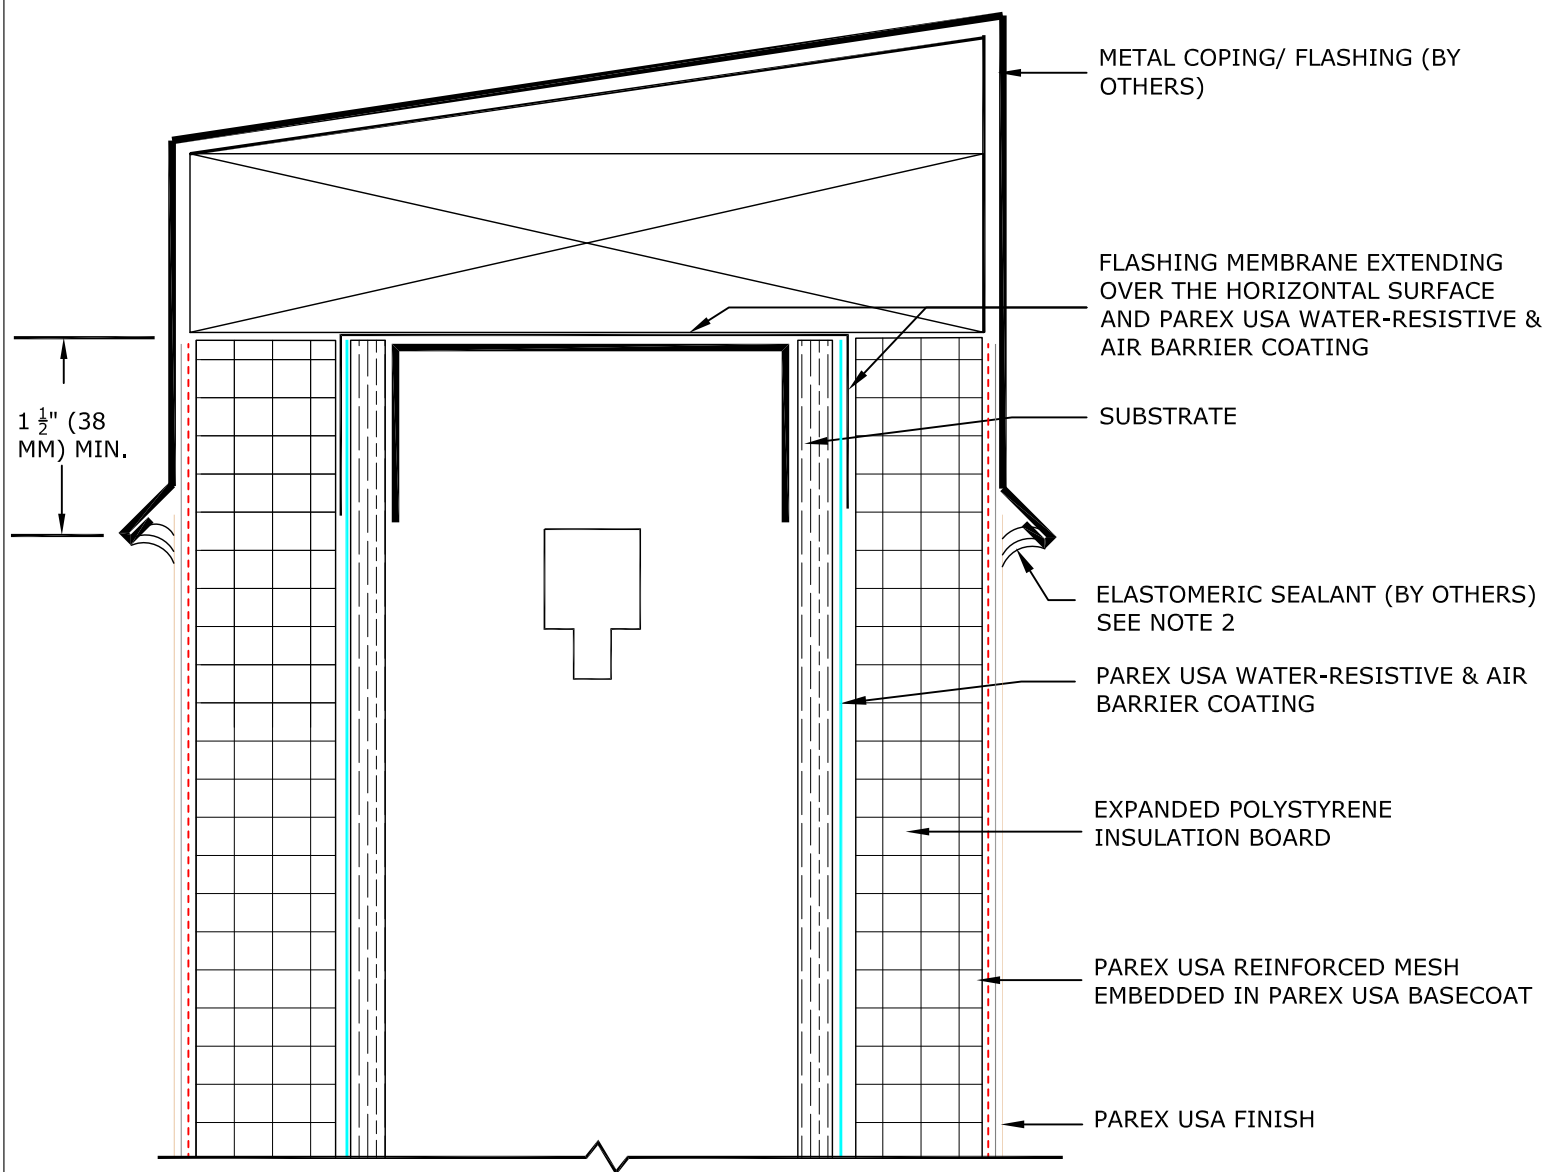 METAL COPING/ FLASHING (BY
OTHERS)
FLASHING MEMBRANE EXTENDING
OVER THE HORIZONTAL SURFACE
AND PAREX USA WATER-RESISTIVE &
AIR BARRIER COATING
1 ½" (38
MM) MIN.
SUBSTRATE
ELASTOMERIC SEALANT (BY OTHERS)
SEE NOTE 2
PAREX USA WATER-RESISTIVE & AIR
BARRIER COATING
EXPANDED POLYSTYRENE
INSULATION BOARD
PAREX USA REINFORCED MESH
EMBEDDED IN PAREX USA BASECOAT
PAREX USA FINISH